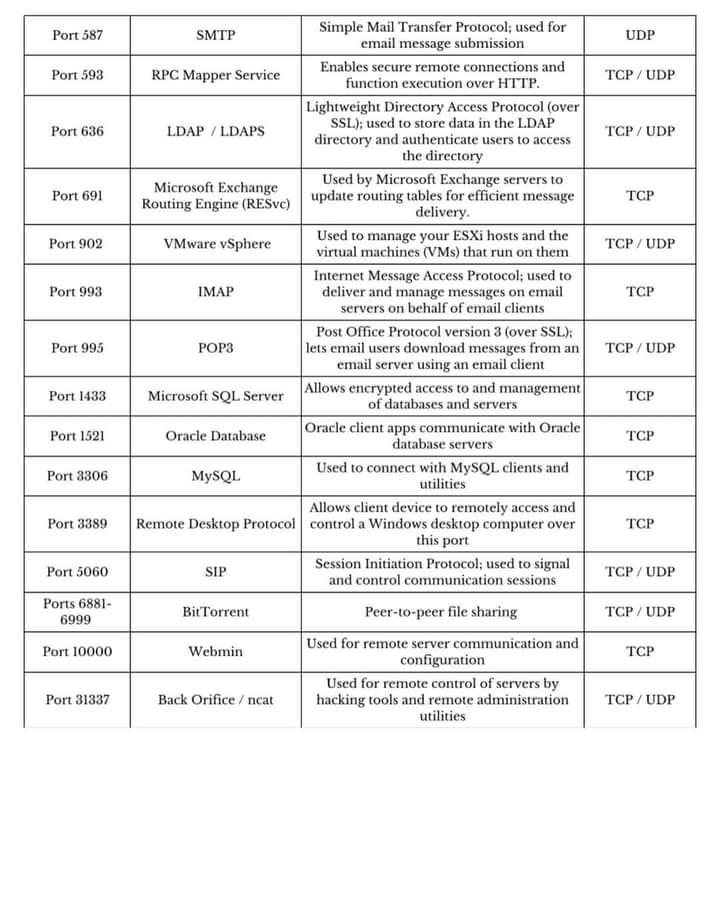 Port 587
SMTP
Simple Mail Transfer Protocol; used for
email message submission
UDP
Port 593
RPC Mapper Service
Enables secure remote connections and
function execution over HTTP.
TCP / UDP
Port 636
LDAP / LDAPS
Lightweight Directory Access Protocol (over
SSL); used to store data in the LDAP
directory and authenticate users to access
the directory
TCP / UDP
Port 691
Microsoft Exchange
Routing Engine (RESvc)
Used by Microsoft Exchange servers to
update routing tables for efficient message
delivery.
TCP
Port 902
VMware vSphere
Used to manage your ESXi hosts and the
virtual machines (VMs) that run on them
TCP / UDP
Port 993
IMAP
Internet Message Access Protocol; used to
deliver and manage messages on email
servers on behalf of email clients
TCP
Port 995
POP3
Post Office Protocol version 3 (over SSL);
lets email users download messages from an
email server using an email client
TCP / UDP
Port 1433
Microsoft SQL Server
Allows encrypted access to and management
of databases and servers
TCP
Port 1521
Oracle Database
Oracle client apps communicate with Oracle
database servers
TCP
Port 3306
MySQL
Used to connect with MySQL clients and
utilities
TCP
Port 3389
Remote Desktop Protocol
Allows client device to remotely access and
control a Windows desktop computer over
this port
TCP
Port 5060
SIP
Session Initiation Protocol; used to signal
and control communication sessions
TCP / UDP
Ports 6881-
6999
BitTorrent
Peer-to-peer file sharing
TCP / UDP
Port 10000
Webmin
Used for remote server communication and
configuration
TCP
Port 31337
Back Orifice / ncat
Used for remote control of servers by
hacking tools and remote administration
utilities
TCP / UDP